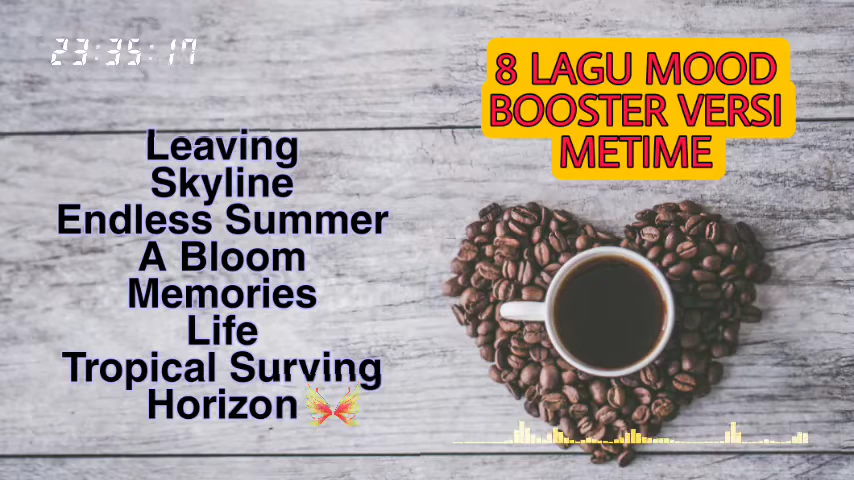 23:35:17
8 LAGU MOOD
BOOSTER VERSI
METIME
Leaving
Skyline
Endless Summer
A Bloom
Memories
Life
Tropical Surving
Horizon